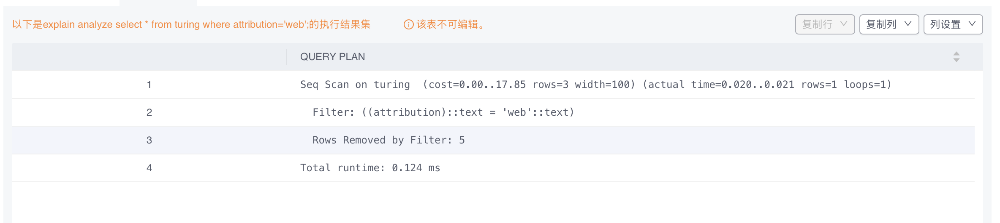 以下是explain analyze select * from turing where attribution='web';的执行结果集 该表不可编辑。 复制行 复制列 列设置
QUERY PLAN
1 Seq Scan on turing  (cost=0.00..17.85 rows=3 width=100) (actual time=0.020..0.021 rows=1 loops=1)
2 Filter: ((attribution)::text = 'web'::text)
3 Rows Removed by Filter: 5
4 Total runtime: 0.124 ms